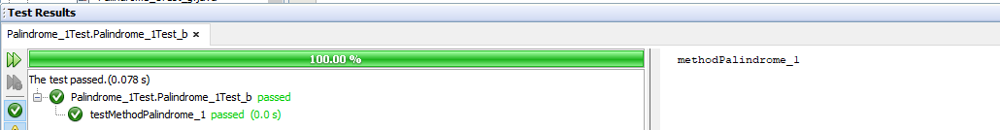 Test Results
Palindrome_1Test.Palindrome_1Test_b ×
100.00 %
methodPalindrome_1
The test passed.(0.078 s)
Palindrome_1Test.Palindrome_1Test_b passed
testMethodPalindrome_1 passed (0.0 s)